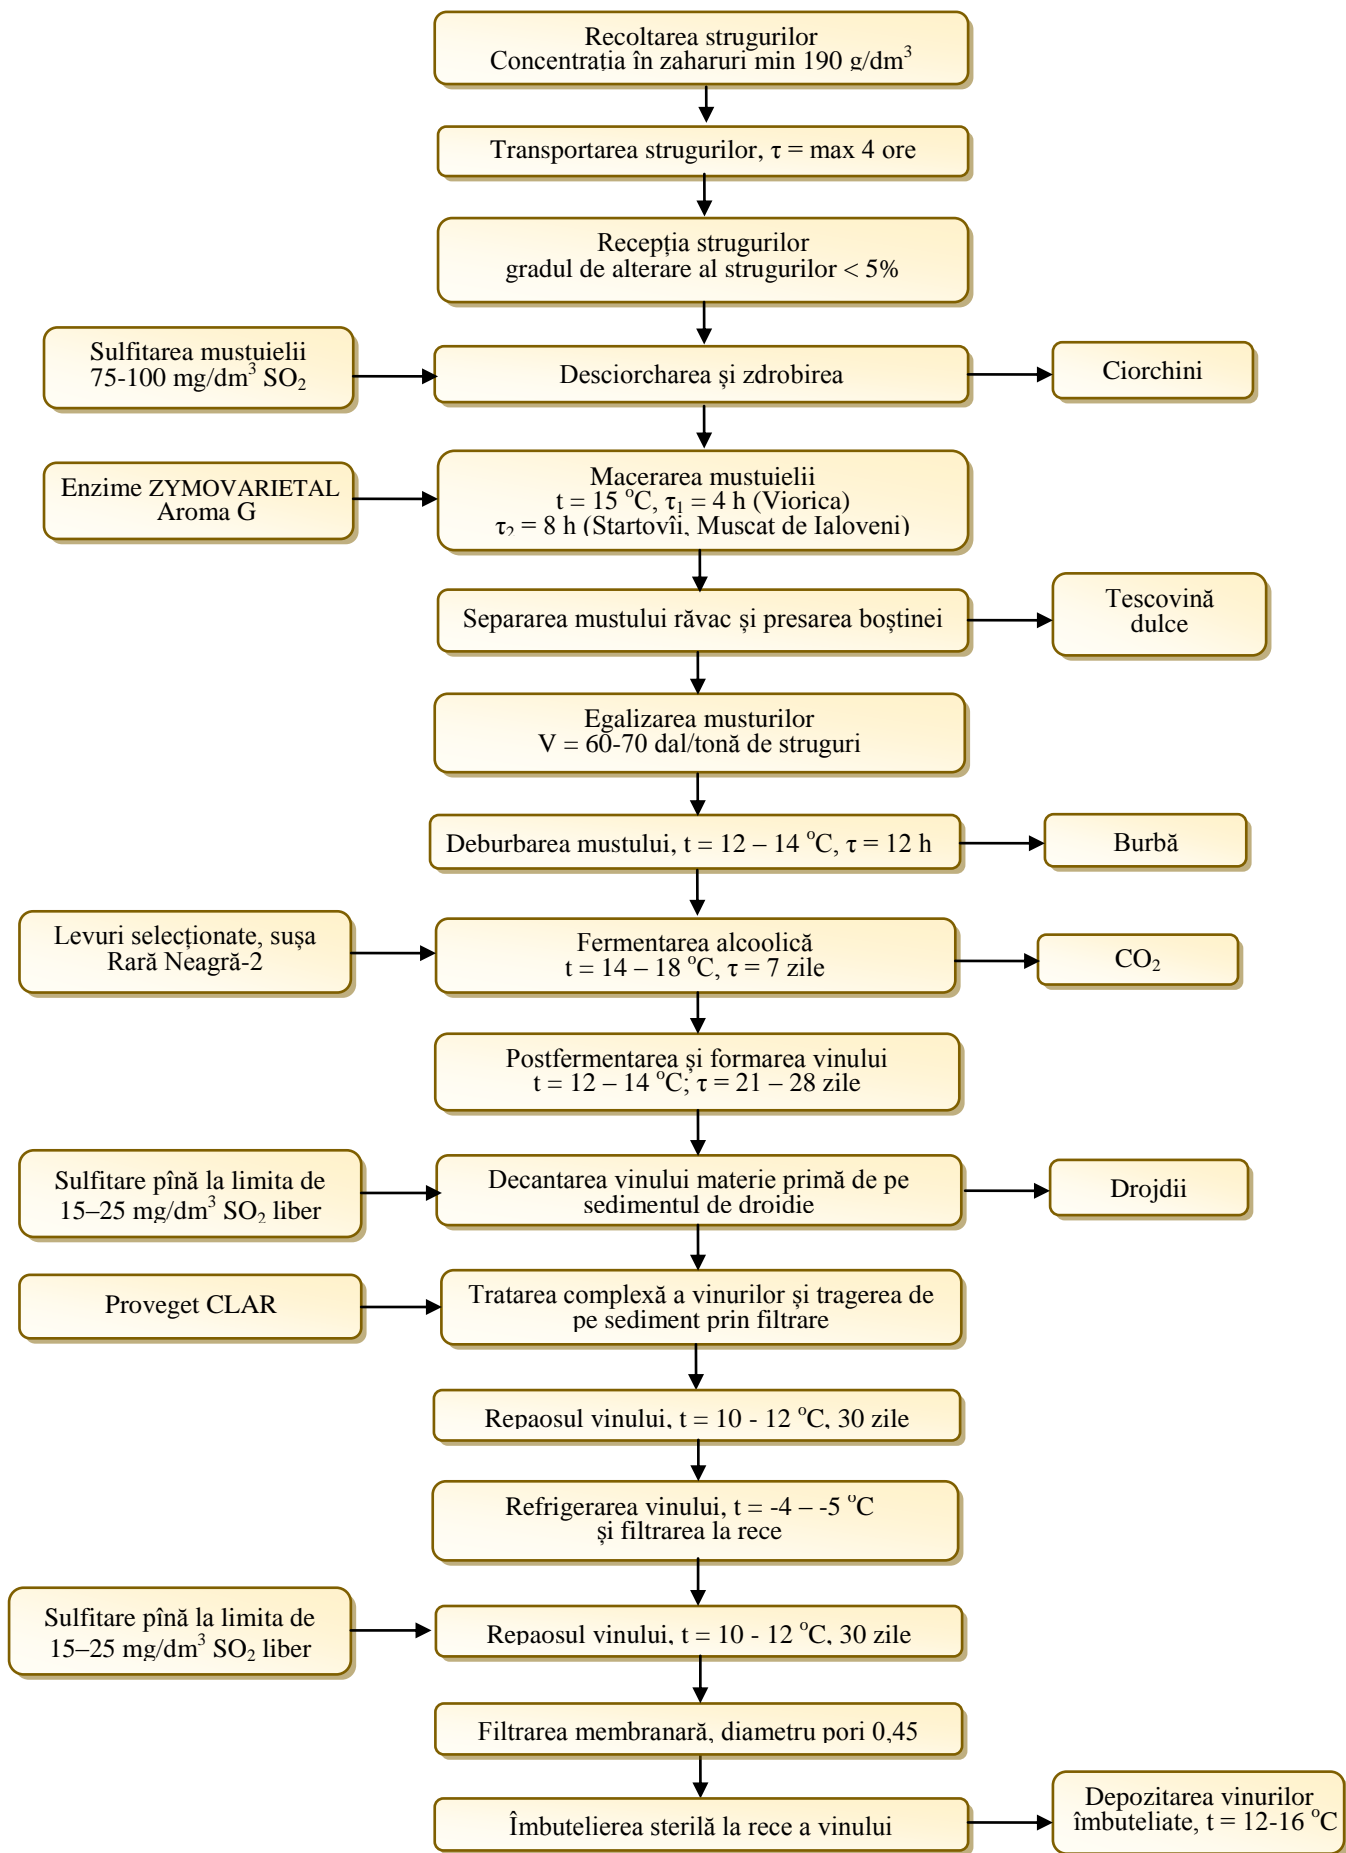 Recoltarea strugurilor
Concentrația în zaharuri min 190 g/dm³
Transportarea strugurilor, τ = max 4 ore
Recepția strugurilor
gradul de alterare al strugurilor < 5%
Sulfitarea mustuielii
75-100 mg/dm³ SO₂
Desciorcharea și zdrobirea
Ciorchini
Enzime ZYMOVARIETAL
Aroma G
Macerarea mustuielii
t = 15 °C, τ₁ = 4 h (Viorica)
τ₂ = 8 h (Startovîi, Muscat de Ialoveni)
Separarea mustului răvac și presarea boștinei
Tescovină
dulce
Egalizarea musturilor
V = 60-70 dal/tonă de struguri
Deburbarea mustului, t = 12 – 14 °C, τ = 12 h
Burbă
Levuri selecționate, sușa
Rară Neagră-2
Fermentarea alcoolică
t = 14 – 18 °C, τ = 7 zile
CO₂
Postfermentarea și formarea vinului
t = 12 – 14 °C; τ = 21 – 28 zile
Sulfitare pînă la limita de
15–25 mg/dm³ SO₂ liber
Decantarea vinului materie primă de pe
sedimentul de drojdie
Drojdii
Proveget CLAR
Tratarea complexă a vinurilor și tragerea de
pe sediment prin filtrare
Repaosul vinului, t = 10 - 12 °C, 30 zile
Refrigerarea vinului, t = -4 – -5 °C
și filtrarea la rece
Sulfitare pînă la limita de
15–25 mg/dm³ SO₂ liber
Repaosul vinului, t = 10 - 12 °C, 30 zile
Filtrarea membranară, diametru pori 0,45
Îmbutelierea sterilă la rece a vinului
Depozitarea vinurilor
îmbuteliate, t = 12-16 °C